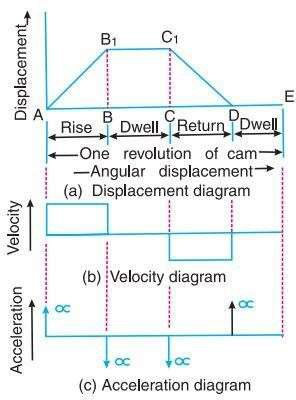 Displacement
B1 C1
A B C D E
Rise Dwell Return Dwell
One revolution of cam
Angular displacement
(a) Displacement diagram
Velocity
(b) Velocity diagram
Acceleration
∝ ∝
∝ ∝
(c) Acceleration diagram